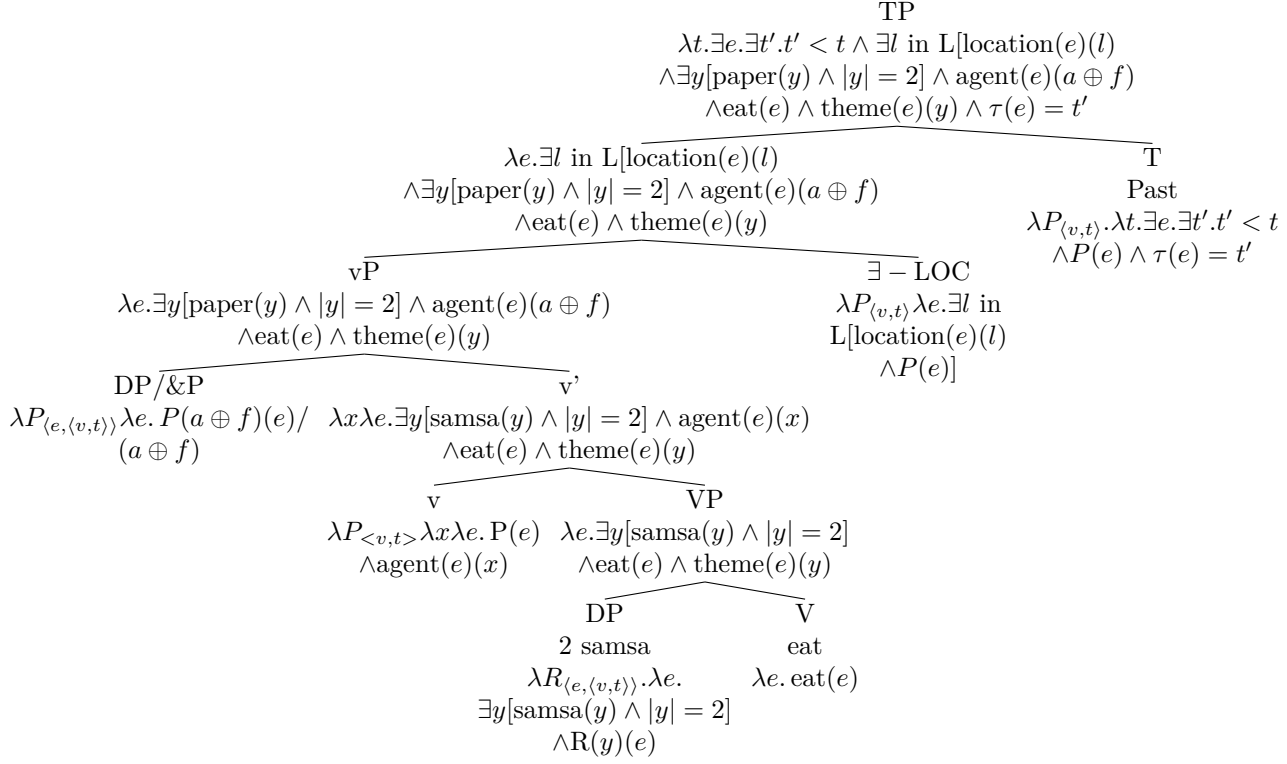 TP
λt.∃e.∃t′.t′ < t ∧ ∃l in L[location(e)(l)
∧∃y[paper(y) ∧ |y| = 2] ∧ agent(e)(a ⊕ f)
∧eat(e) ∧ theme(e)(y) ∧ τ(e) = t′
λe.∃l in L[location(e)(l)
∧∃y[paper(y) ∧ |y| = 2] ∧ agent(e)(a ⊕ f)
∧eat(e) ∧ theme(e)(y)
T
Past
λP⟨v,t⟩.λt.∃e.∃t′.t′ < t
∧P(e) ∧ τ(e) = t′
vP
λe.∃y[paper(y) ∧ |y| = 2] ∧ agent(e)(a ⊕ f)
∧eat(e) ∧ theme(e)(y)
∃ − LOC
λP⟨v,t⟩λe.∃l in
L[location(e)(l)
∧P(e)]
DP/&P
λP⟨e,⟨v,t⟩⟩λe. P(a ⊕ f)(e)/
(a ⊕ f)
v’
λxλe.∃y[samsa(y) ∧ |y| = 2] ∧ agent(e)(x)
∧eat(e) ∧ theme(e)(y)
v
λP<v,t>λxλe. P(e)
∧agent(e)(x)
VP
λe.∃y[samsa(y) ∧ |y| = 2]
∧eat(e) ∧ theme(e)(y)
DP
2 samsa
λR⟨e,⟨v,t⟩⟩.λe.
∃y[samsa(y) ∧ |y| = 2]
∧R(y)(e)
V
eat
λe. eat(e)